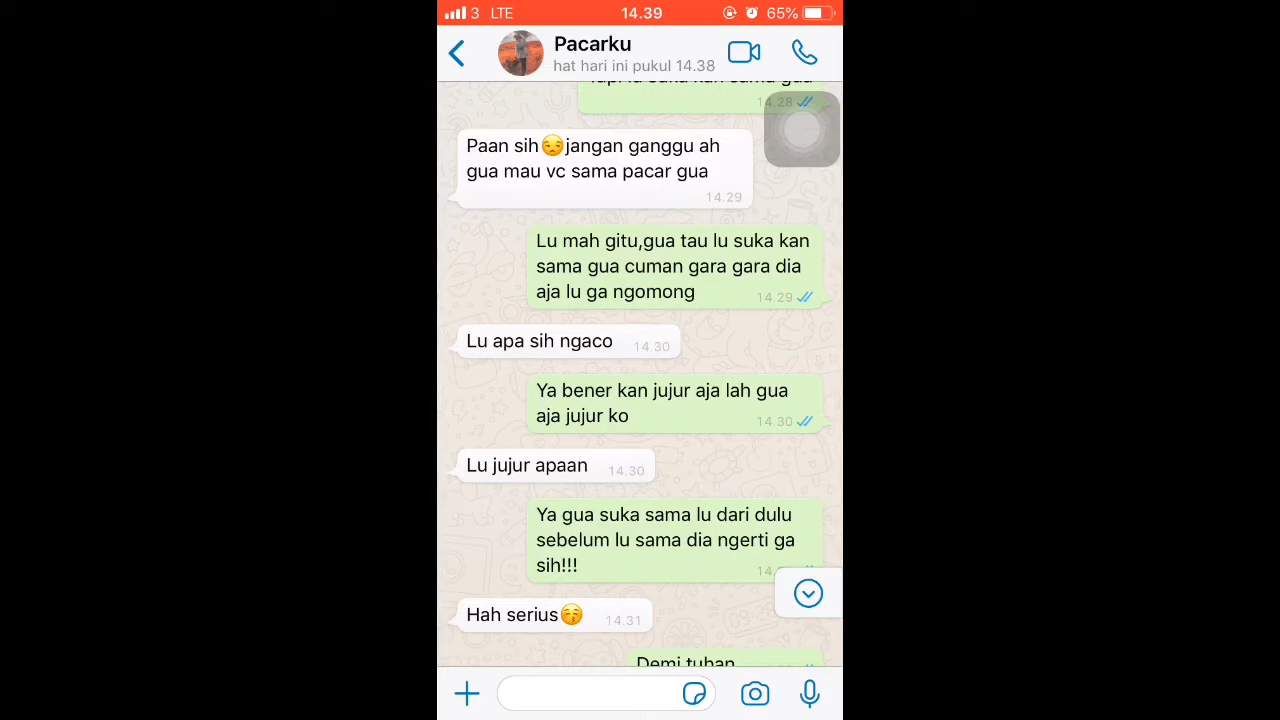 3 LTE 14.39 65%
Pacarku
hat hari ini pukul 14.38
14.28
Paan sih😒jangan ganggu ah
gua mau vc sama pacar gua
14.29
Lu mah gitu,gua tau lu suka kan
sama gua cuman gara gara dia
aja lu ga ngomong 14.29
Lu apa sih ngaco 14.30
Ya bener kan jujur aja lah gua
aja jujur ko 14.30
Lu jujur apaan 14.30
Ya gua suka sama lu dari dulu
sebelum lu sama dia ngerti ga
sih!!!
Hah serius😚 14.31
Demi tuhan